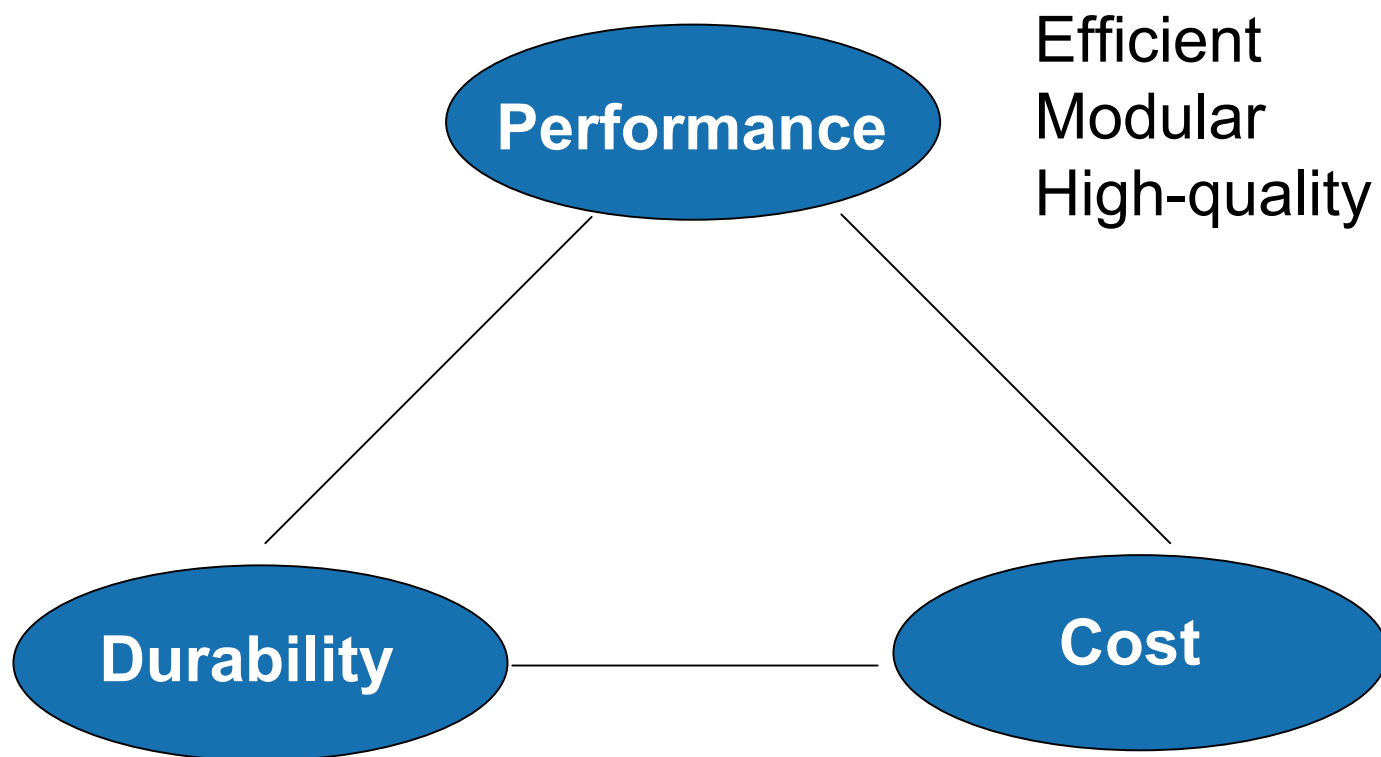 Performance
Efficient
Modular
High-quality
Durability
Cost